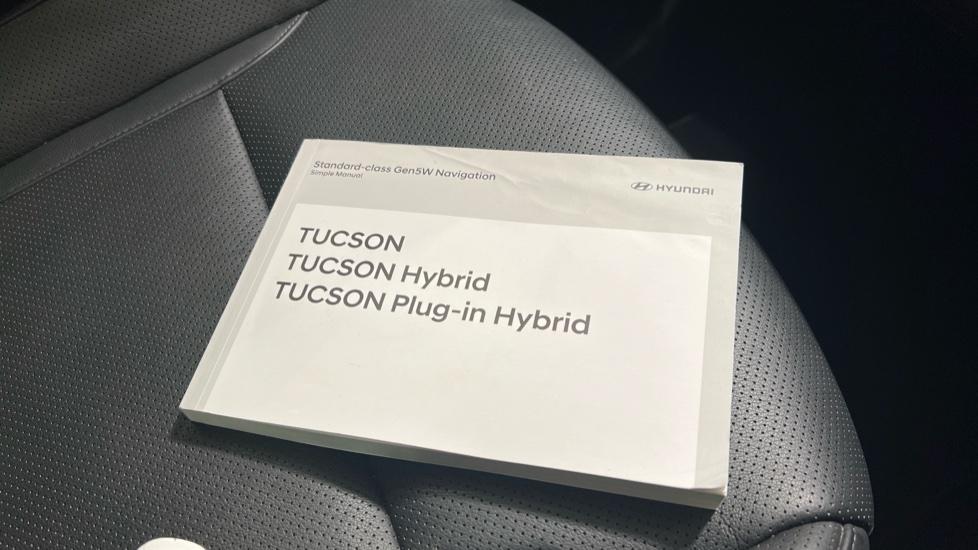 Standard-class Gen5W Navigation
Simple Manual
HYUNDAI
TUCSON
TUCSON Hybrid
TUCSON Plug-in Hybrid